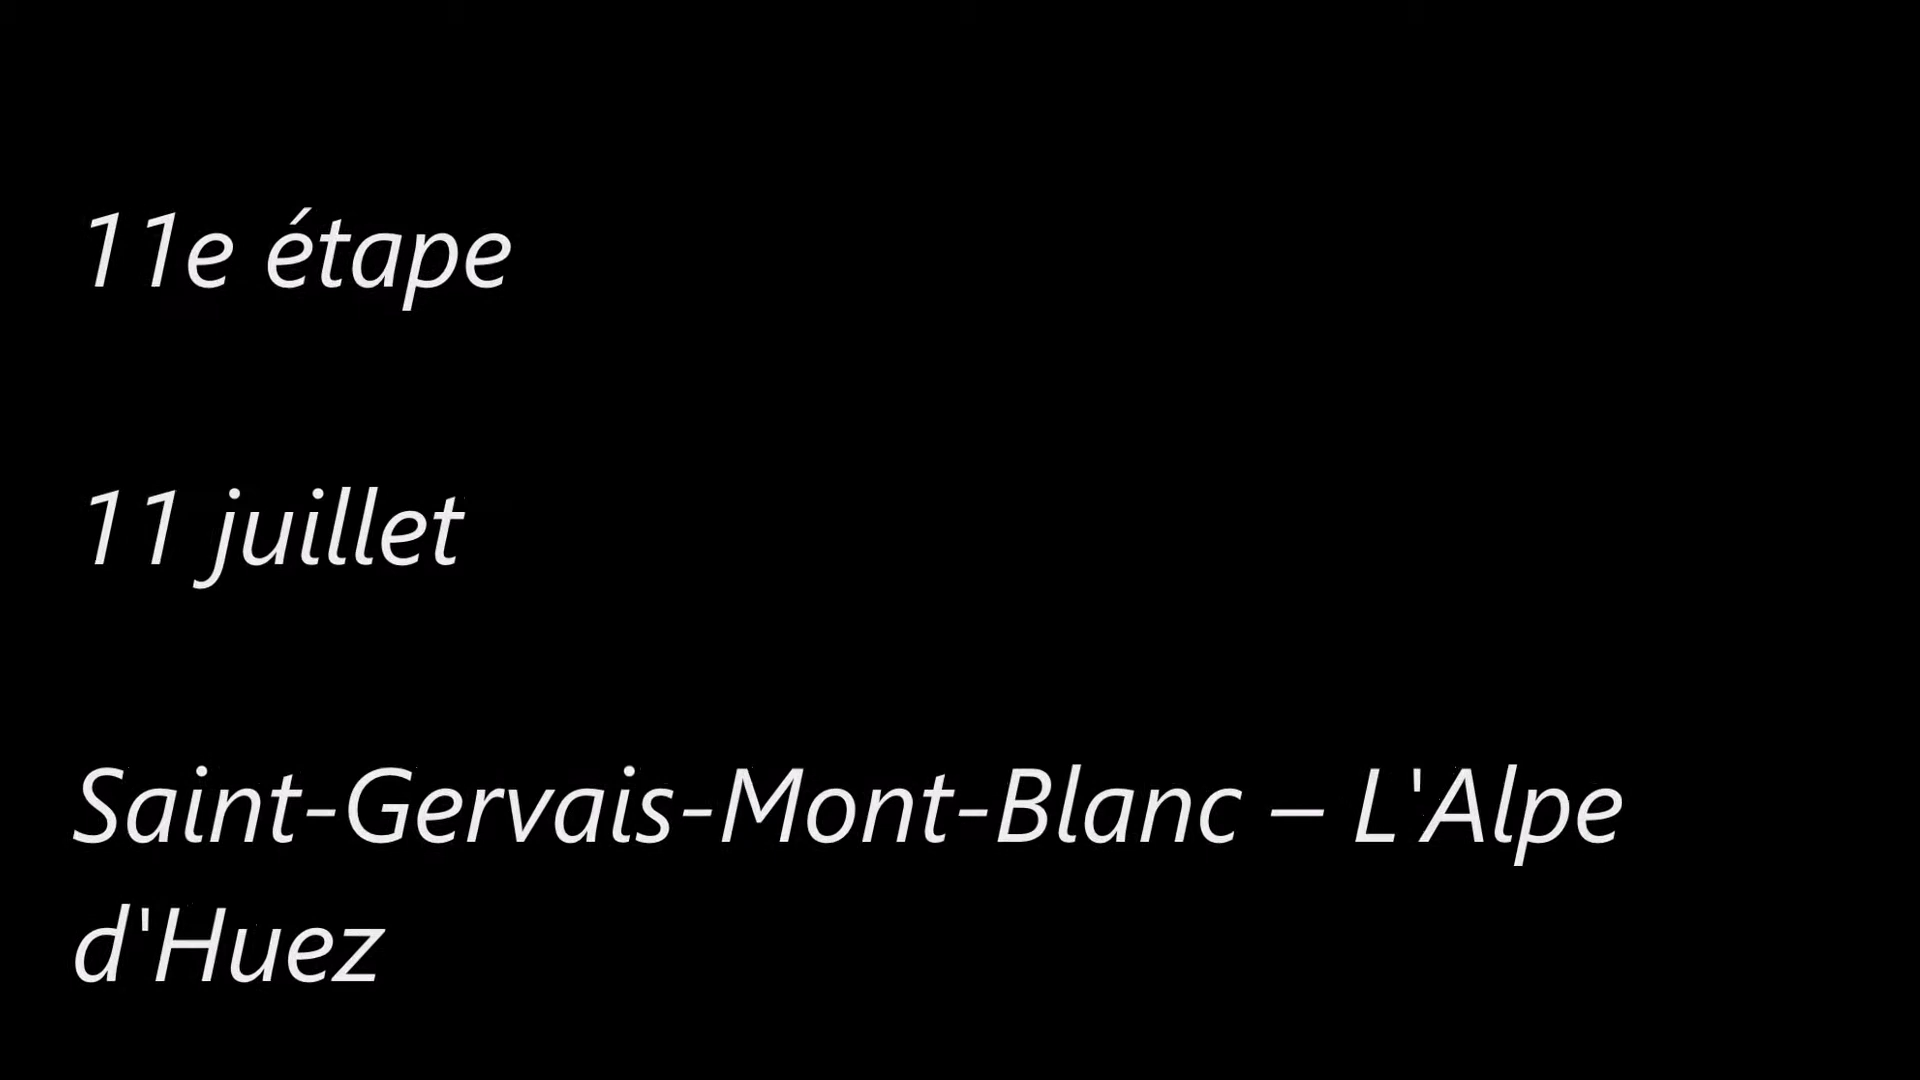 11e étape
11 juillet
Saint-Gervais-Mont-Blanc – L'Alpe
d'Huez